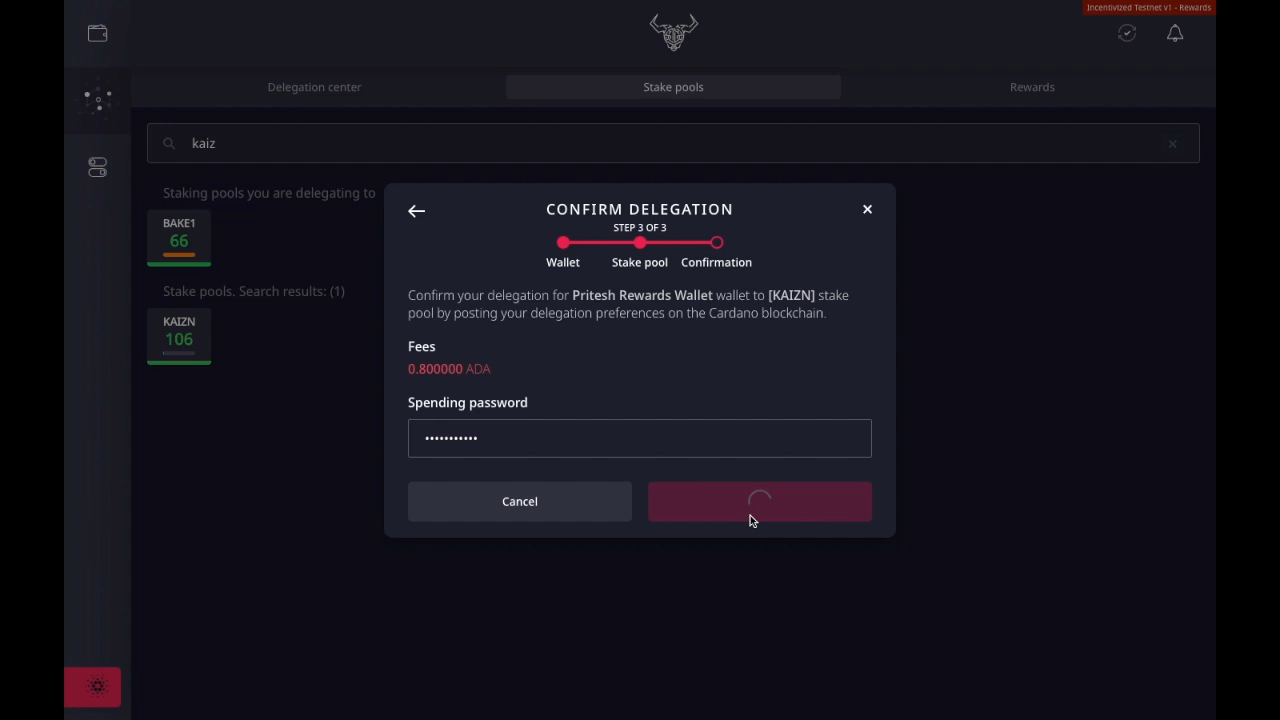 Incentivized Testnet v1 - Rewards
Delegation center
Stake pools
Rewards
kaiz
Staking pools you are delegating to
BAKE1
66
Stake pools. Search results: (1)
KAIZN
106
CONFIRM DELEGATION
STEP 3 OF 3
Wallet
Stake pool
Confirmation
Confirm your delegation for Pritesh Rewards Wallet wallet to [KAIZN] stake
pool by posting your delegation preferences on the Cardano blockchain.
Fees
0.800000 ADA
Spending password
•••••••••••
Cancel